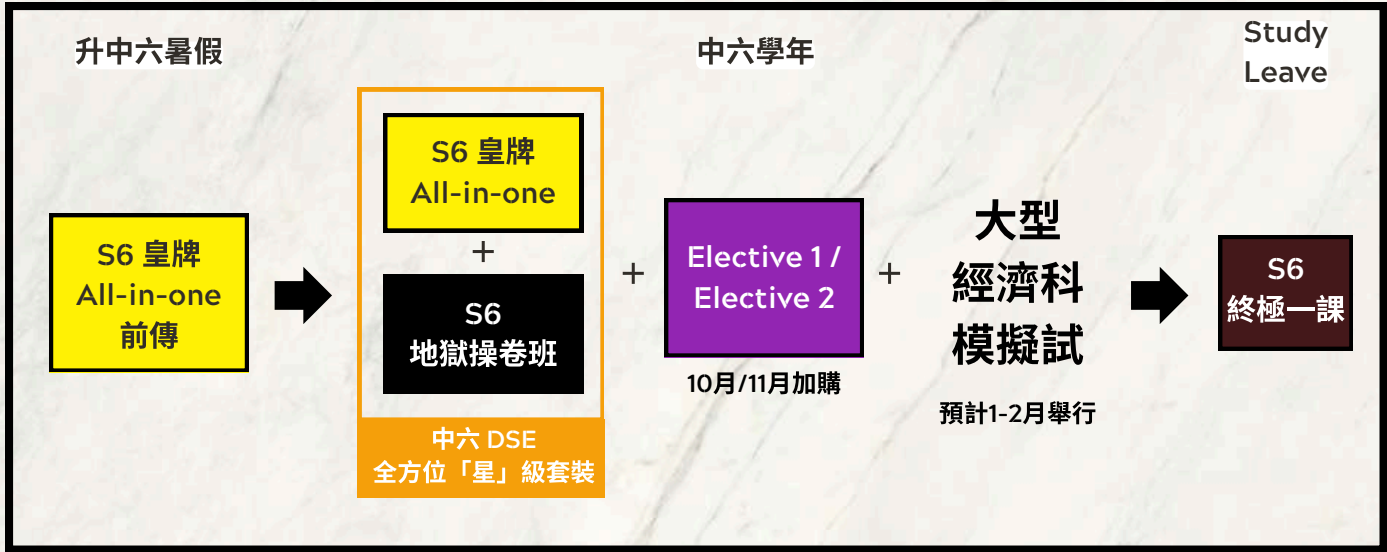 升中六暑假
中六學年
Study
Leave
S6 皇牌
All-in-one
前傳
S6 皇牌
All-in-one
+
S6
地獄操卷班
中六 DSE
全方位「星」級套裝
+
Elective 1 /
Elective 2
10月/11月加購
+
大型
經濟科
模擬試
預計1-2月舉行
S6
終極一課